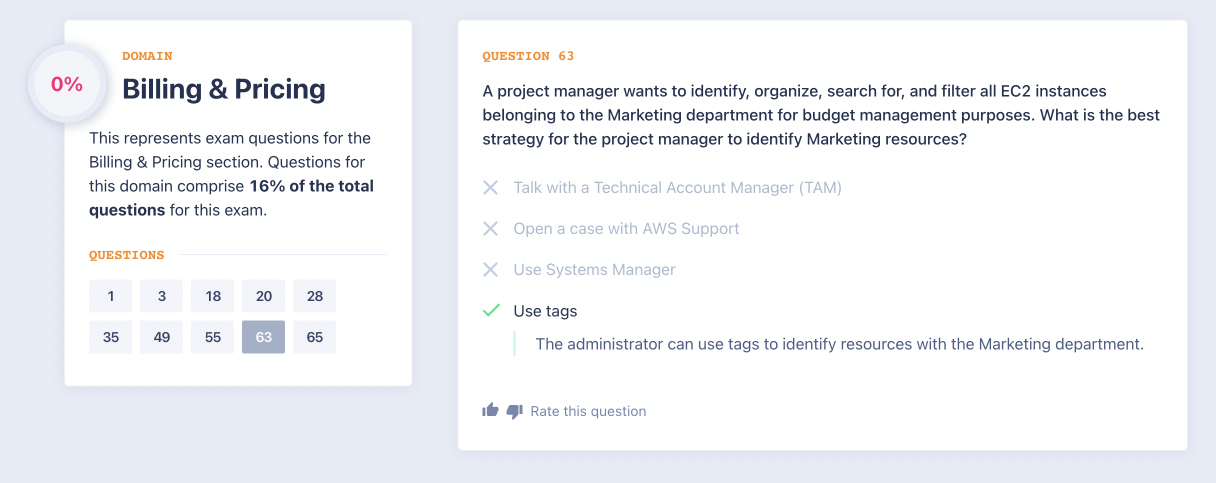 0%
DOMAIN
Billing & Pricing
This represents exam questions for the
Billing & Pricing section. Questions for
this domain comprise 16% of the total
questions for this exam.
QUESTIONS
1 3 18 20 28
35 49 55 63 65
QUESTION 63
A project manager wants to identify, organize, search for, and filter all EC2 instances
belonging to the Marketing department for budget management purposes. What is the best
strategy for the project manager to identify Marketing resources?
Talk with a Technical Account Manager (TAM)
Open a case with AWS Support
Use Systems Manager
Use tags
The administrator can use tags to identify resources with the Marketing department.
Rate this question